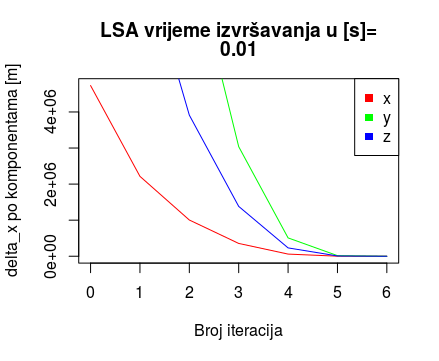 LSA vrijeme izvršavanja u [s]=
0.01
delta_x po komponentama [m]
4e+06
2e+06
0e+00
x
y
z
0 1 2 3 4 5 6
Broj iteracija